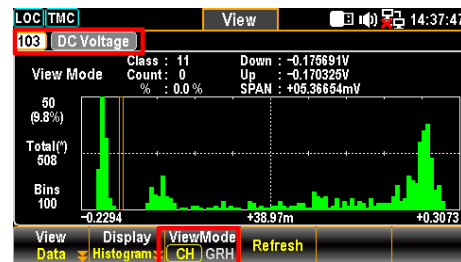 LOC TMC View 14:37:47
103 DC Voltage
View Mode Class : 11 Down : -0.175691V
Count : 0 Up : -0.170325V
% : 0.0 % SPAN : +05.36654mV
50
(9.8%)
Total(*)
508
Bins
100
-0.2294 +38.97m +0.3073
View Display ViewMode Refresh
Data Histogram CH GRH